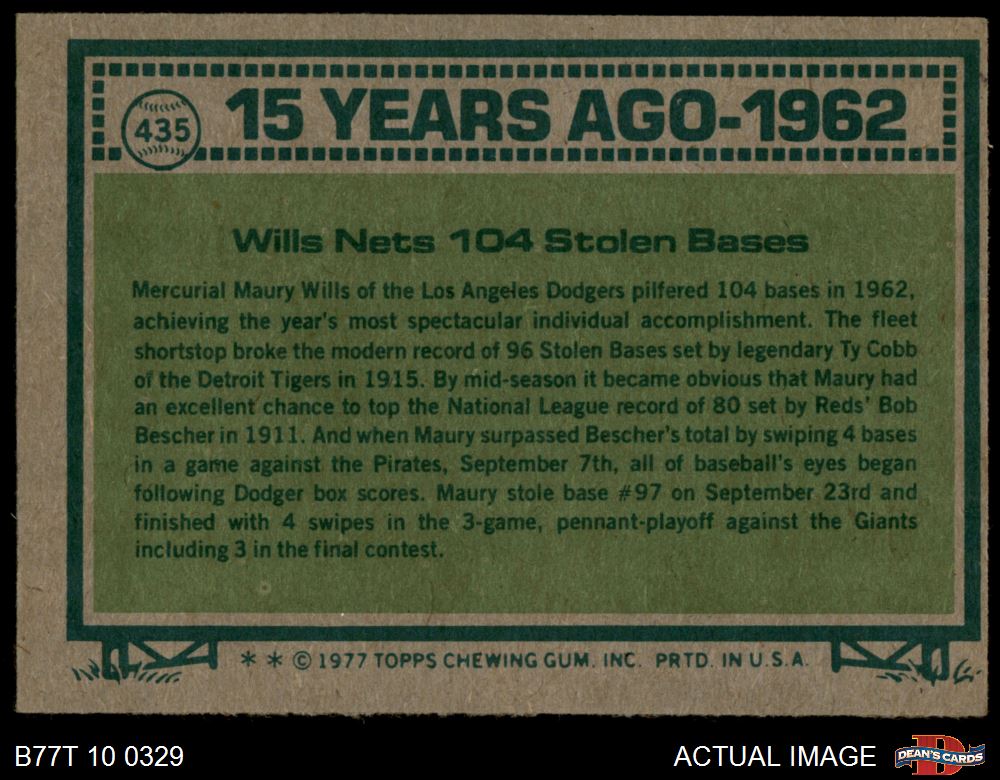 435
15 YEARS AGO-1962
Wills Nets 104 Stolen Bases
Mercurial Maury Wills of the Los Angeles Dodgers pilfered 104 bases in 1962,
achieving the year's most spectacular individual accomplishment. The fleet
shortstop broke the modern record of 96 Stolen Bases set by legendary Ty Cobb
of the Detroit Tigers in 1915. By mid-season it became obvious that Maury had
an excellent chance to top the National League record of 80 set by Reds' Bob
Bescher in 1911. And when Maury surpassed Bescher's total by swiping 4 bases
in a game against the Pirates, September 7th, all of baseball's eyes began
following Dodger box scores. Maury stole base #97 on September 23rd and
finished with 4 swipes in the 3-game, pennant-playoff against the Giants
including 3 in the final contest.
* * © 1977 TOPPS CHEWING GUM, INC. PRTD. IN U.S.A.
B77T 10 0329
ACTUAL IMAGE
D
DEAN'S CARDS